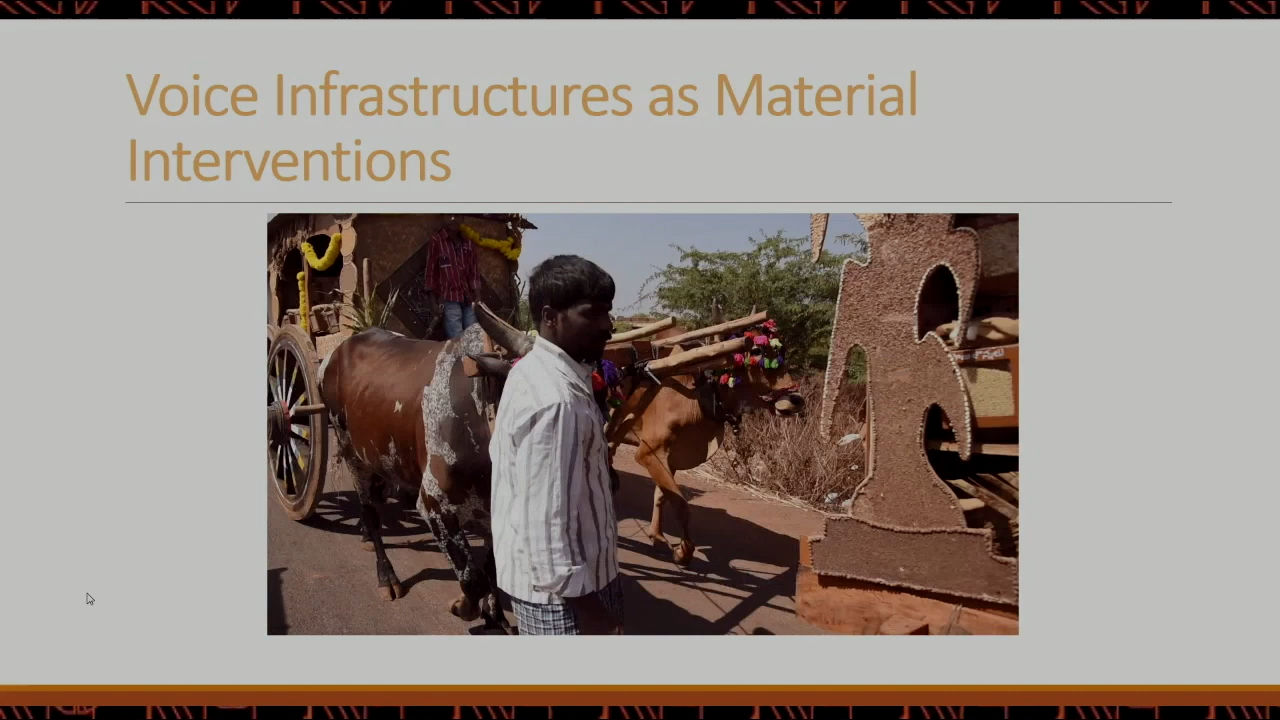 Voice Infrastructures as Material
Interventions